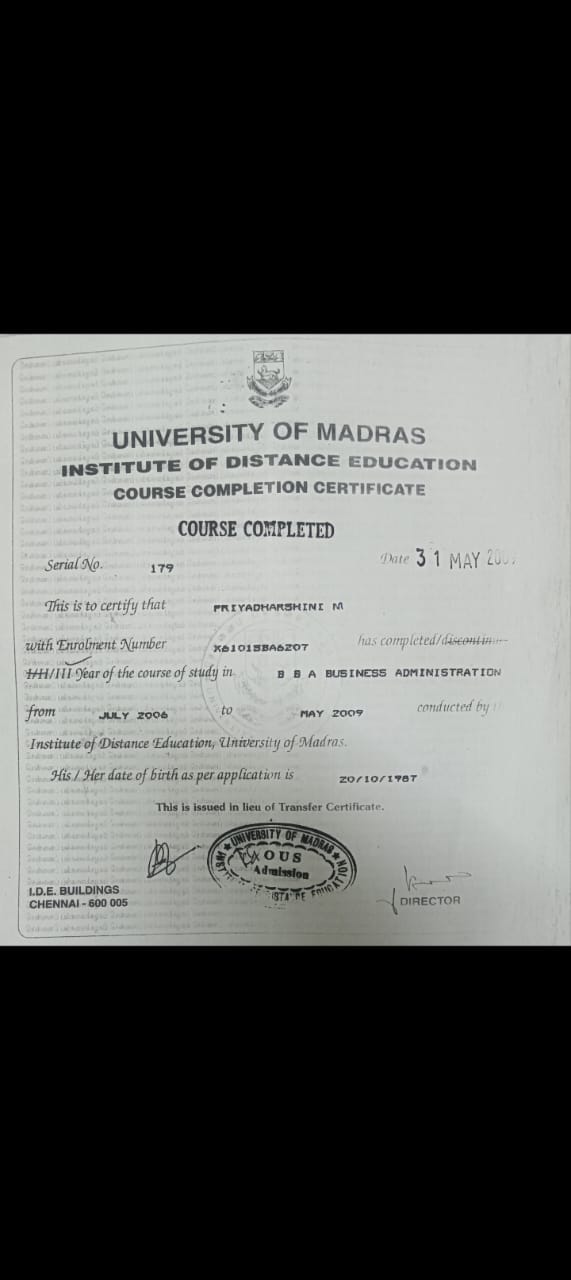 UNIVERSITY OF MADRAS
INSTITUTE OF DISTANCE EDUCATION
COURSE COMPLETION CERTIFICATE
COURSE COMPLETED
Serial No. 179 Date 31 MAY
This is to certify that PRIYADHARSHINI M
with Enrolment Number X6101BBA6207 has completed/
I/II/III Year of the course of study in B B A BUSINESS ADMINISTRATION
from JULY 2006 to MAY 2009 conducted by
Institute of Distance Education, University of Madras.
His / Her date of birth as per application is 20/10/1987
This is issued in lieu of Transfer Certificate.
UNIVERSITY OF MADRAS
OUS
Admission
I.D.E. BUILDINGS
CHENNAI - 600 005
DIRECTOR